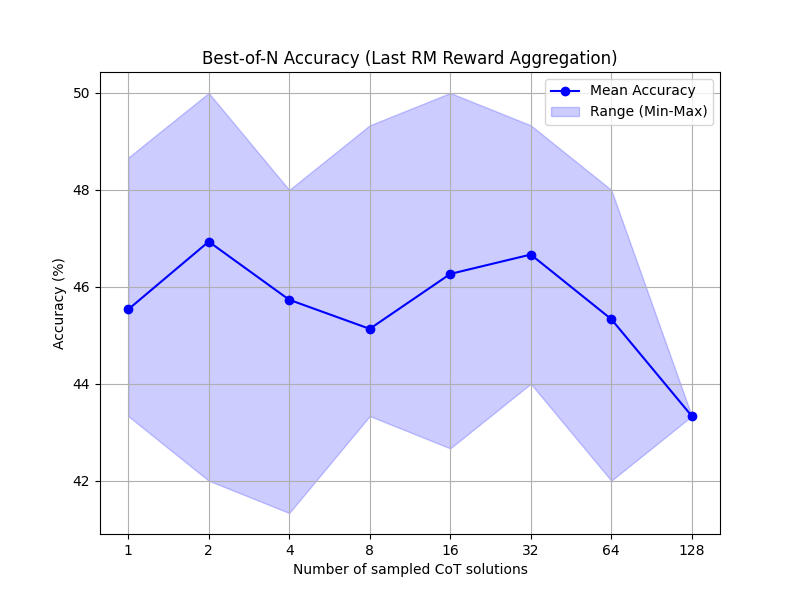 Best-of-N Accuracy (Last RM Reward Aggregation)
Mean Accuracy
Range (Min-Max)
Accuracy (%)
50
48
46
44
42
1 2 4 8 16 32 64 128
Number of sampled CoT solutions